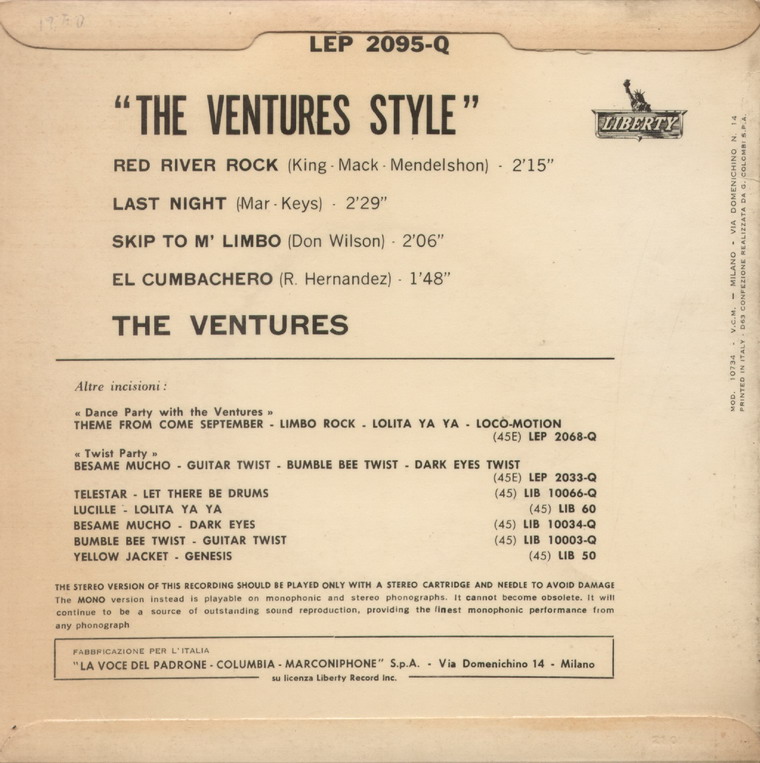 LEP 2095-Q
"THE VENTURES STYLE"
LIBERTY
RED RIVER ROCK (King - Mack - Mendelshon) - 2'15"
LAST NIGHT (Mar - Keys) - 2'29"
SKIP TO M' LIMBO (Don Wilson) - 2'06"
EL CUMBACHERO (R. Hernandez) - 1'48"
THE VENTURES
Altre incisioni :
« Dance Party with the Ventures »
THEME FROM COME SEPTEMBER - LIMBO ROCK - LOLITA YA YA - LOCO-MOTION
(45E) LEP 2068-Q
« Twist Party »
BESAME MUCHO - GUITAR TWIST - BUMBLE BEE TWIST - DARK EYES TWIST
(45E) LEP 2033-Q
TELESTAR - LET THERE BE DRUMS (45) LIB 10066-Q
LUCILLE - LOLITA YA YA (45) LIB 60
BESAME MUCHO - DARK EYES (45) LIB 10034-Q
BUMBLE BEE TWIST - GUITAR TWIST (45) LIB 10003-Q
YELLOW JACKET - GENESIS (45) LIB 50
THE STEREO VERSION OF THIS RECORDING SHOULD BE PLAYED ONLY WITH A STEREO CARTRIDGE AND NEEDLE TO AVOID DAMAGE
The MONO version instead is playable on monophonic and stereo phonographs. It cannot become obsolete. It will
continue to be a source of outstanding sound reproduction, providing the finest monophonic performance from
any phonograph
FABBRICAZIONE PER L'ITALIA
"LA VOCE DEL PADRONE - COLUMBIA - MARCONIPHONE" S.p.A. - Via Domenichino 14 - Milano
su licenza Liberty Record Inc.
MOD. 10734 - V.C.M. - MILANO - VIA DOMENICHINO N. 14
PRINTED IN ITALY - D63 CONFEZIONE REALIZZATA DA G. COLOMBI S.P.A.